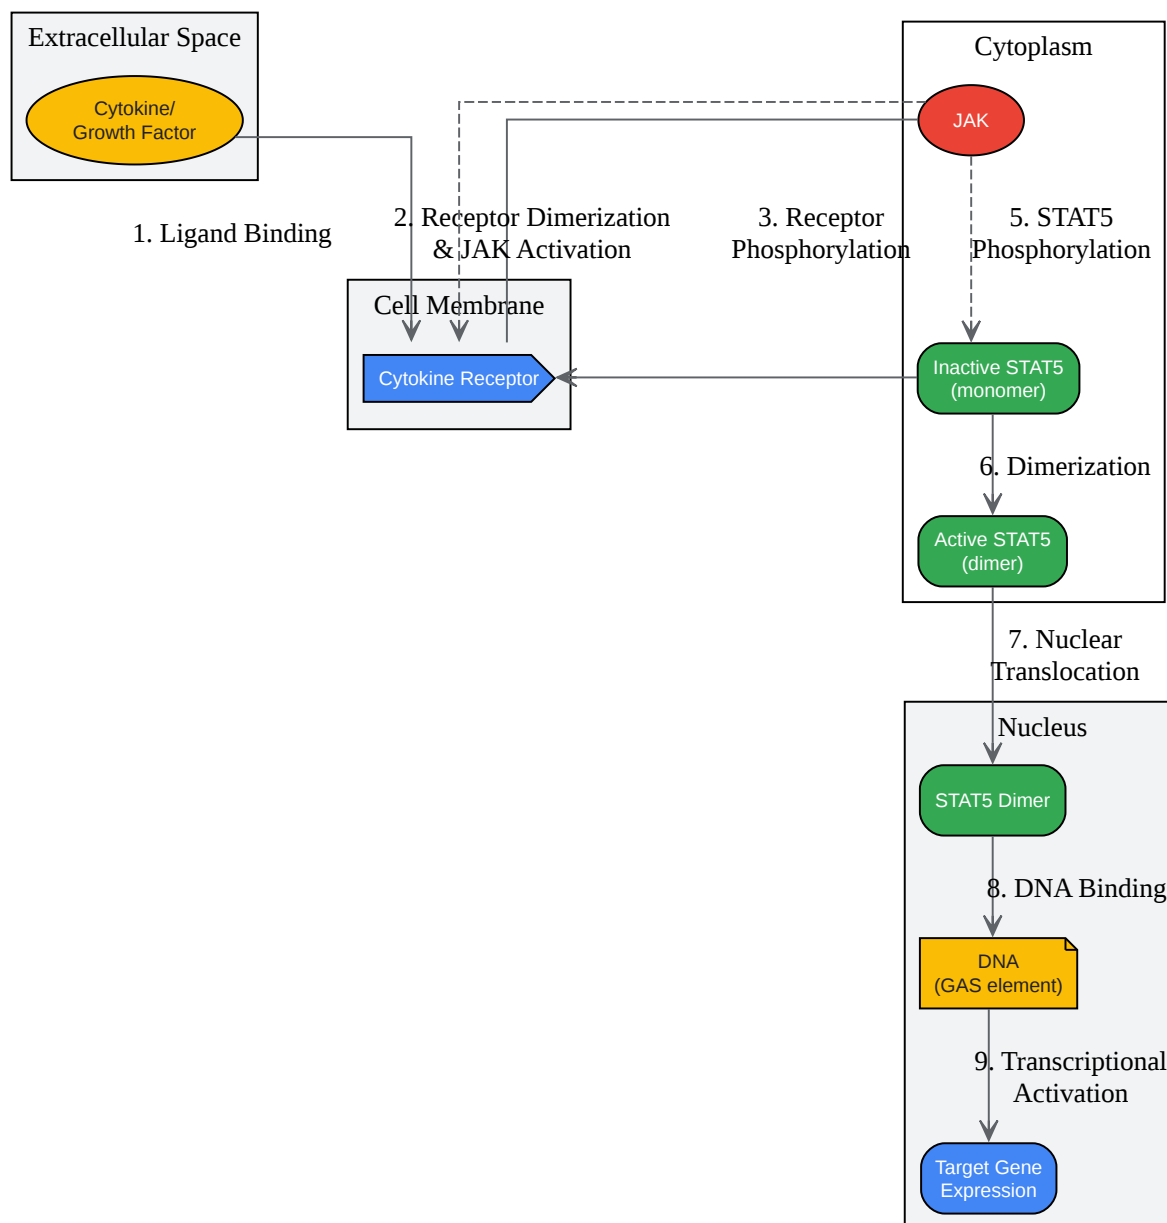 Extracellular Space
Cytokine/
Growth Factor
Cytoplasm
JAK
1. Ligand Binding
2. Receptor Dimerization
& JAK Activation
3. Receptor
Phosphorylation
5. STAT5
Phosphorylation
Cell Membrane
Cytokine Receptor
Inactive STAT5
(monomer)
6. Dimerization
Active STAT5
(dimer)
7. Nuclear
Translocation
Nucleus
STAT5 Dimer
8. DNA Binding
DNA
(GAS element)
9. Transcriptional
Activation
Target Gene
Expression